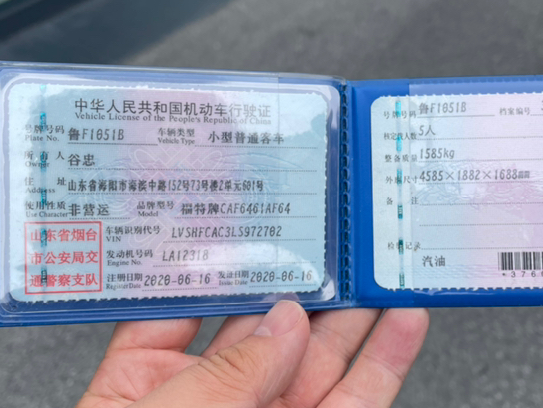 中华人民共和国机动车行驶证
Vehicle License of the People's Republic of China
号牌号码 鲁F1051B 车辆类型 小型普通客车
Plate No. Vehicle Type
所有人 谷忠
Owner
住址 山东省海阳市海滨中路152号73号楼2单元601号
Address
使用性质 非营运 品牌型号 福特牌CAF6461AF64
Use Character Model
山东省烟台市公安局交通警察支队
车辆识别代号 LVSHFCAC3LS972702
VIN
发动机号码 LA12318
Engine No.
注册日期 2020-06-16 发证日期 2020-06-16
Register Date Issue Date
号牌号码 鲁F1051B 档案编号
核定载人数 5人
整备质量 1585kg
外廓尺寸 4585×1882×1688mm
备注
检验记录
汽油